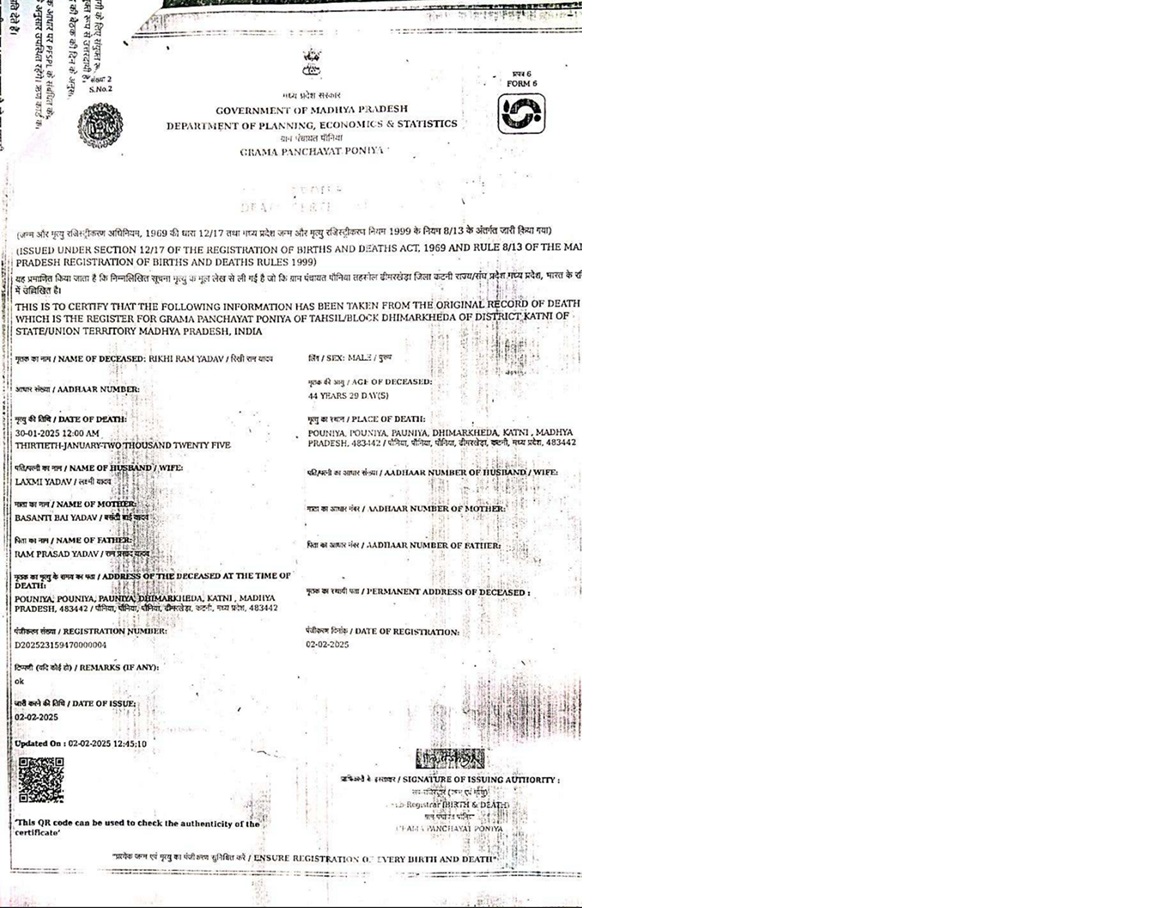 संख्या 2
S.No.2
प्रपत्र 6
FORM 6
मध्य प्रदेश सरकार
GOVERNMENT OF MADHYA PRADESH
DEPARTMENT OF PLANNING, ECONOMICS & STATISTICS
ग्राम पंचायत पौनिया
GRAMA PANCHAYAT PONIYA
(जन्म और मृत्यु रजिस्ट्रीकरण अधिनियम, 1969 की धारा 12/17 तथा मध्य प्रदेश जन्म और मृत्यु रजिस्ट्रीकरण नियम 1999 के नियम 8/13 के अंतर्गत जारी किया गया)
(ISSUED UNDER SECTION 12/17 OF THE REGISTRATION OF BIRTHS AND DEATHS ACT, 1969 AND RULE 8/13 OF THE
PRADESH REGISTRATION OF BIRTHS AND DEATHS RULES 1999)
यह प्रमाणित किया जाता है कि निम्नलिखित सूचना मृत्यु के मूल लेख से ली गई है जो कि ग्राम पंचायत पौनिया तहसील ढीमरखेड़ा जिला कटनी राज्य/संघ प्रदेश मध्य प्रदेश, भारत के
में उल्लिखित है।
THIS IS TO CERTIFY THAT THE FOLLOWING INFORMATION HAS BEEN TAKEN FROM THE ORIGINAL RECORD OF DEATH
WHICH IS THE REGISTER FOR GRAMA PANCHAYAT PONIYA OF TAHSIL/BLOCK DHIMARKHEDA OF DISTRICT KATNI OF
STATE/UNION TERRITORY MADHYA PRADESH, INDIA
मृतक का नाम / NAME OF DECEASED: RIKHI RAM YADAV / रिखी राम यादव
लिंग / SEX: MALE / पुरुष
आधार संख्या / AADHAAR NUMBER:
मृतक की आयु / AGE OF DECEASED:
44 YEARS 29 DAY(S)
मृत्यु की तिथि / DATE OF DEATH:
30-01-2025 12:00 AM
THIRTIETH-JANUARY-TWO THOUSAND TWENTY FIVE
मृत्यु का स्थान / PLACE OF DEATH:
POUNIYA, POUNIYA, PAUNIYA, DHIMARKHEDA, KATNI , MADHYA
PRADESH, 483442 / पौनिया, पौनिया, पौनिया, ढीमरखेड़ा, कटनी, मध्य प्रदेश, 483442
पति/पत्नी का नाम / NAME OF HUSBAND / WIFE:
LAXMI YADAV / लक्ष्मी यादव
पति/पत्नी का आधार संख्या / AADHAAR NUMBER OF HUSBAND / WIFE:
माता का नाम / NAME OF MOTHER:
BASANTI BAI YADAV / बसंती बाई यादव
माता का आधार नंबर / AADHAAR NUMBER OF MOTHER:
पिता का नाम / NAME OF FATHER:
RAM PRASAD YADAV / राम प्रसाद यादव
पिता का आधार नंबर / AADHAAR NUMBER OF FATHER:
मृतक का मृत्यु के समय का पता / ADDRESS OF THE DECEASED AT THE TIME OF
DEATH:
POUNIYA, POUNIYA, PAUNIYA, DHIMARKHEDA, KATNI , MADHYA
PRADESH, 483442 / पौनिया, पौनिया, पौनिया, ढीमरखेड़ा, कटनी, मध्य प्रदेश, 483442
मृतक का स्थायी पता / PERMANENT ADDRESS OF DECEASED :
पंजीकरण संख्या / REGISTRATION NUMBER:
D202523159470000004
पंजीकरण दिनांक / DATE OF REGISTRATION:
02-02-2025
टिप्पणी (यदि कोई हो) / REMARKS (IF ANY):
ok
जारी करने की तिथि / DATE OF ISSUE:
02-02-2025
Updated On : 02-02-2025 12:45:10
SIGNATURE OF ISSUING AUTHORITY :
Registrar (BIRTH & DEATH)
PANCHAYAT PONIYA
'This QR code can be used to check the authenticity of the
certificate'
"प्रत्येक जन्म एवं मृत्यु का पंजीकरण सुनिश्चित करें / ENSURE REGISTRATION OF EVERY BIRTH AND DEATH"